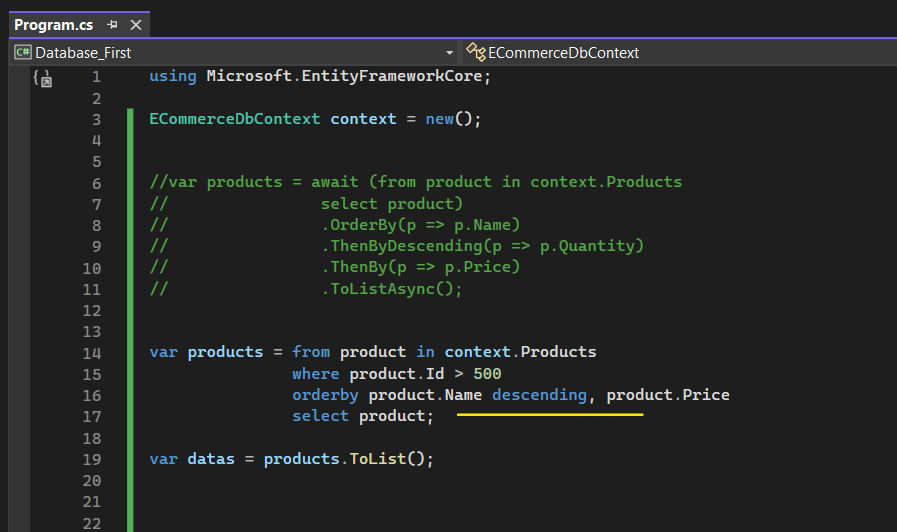 Program.cs
C# Database_First
ECommerceDbContext
1 using Microsoft.EntityFrameworkCore;
2
3 ECommerceDbContext context = new();
4
5
6 //var products = await (from product in context.Products
7 //                select product)
8 //                .OrderBy(p => p.Name)
9 //                .ThenByDescending(p => p.Quantity)
10 //                .ThenBy(p => p.Price)
11 //                .ToListAsync();
12
13
14 var products = from product in context.Products
15                where product.Id > 500
16                orderby product.Name descending, product.Price
17                select product;
18
19 var datas = products.ToList();
20
21
22